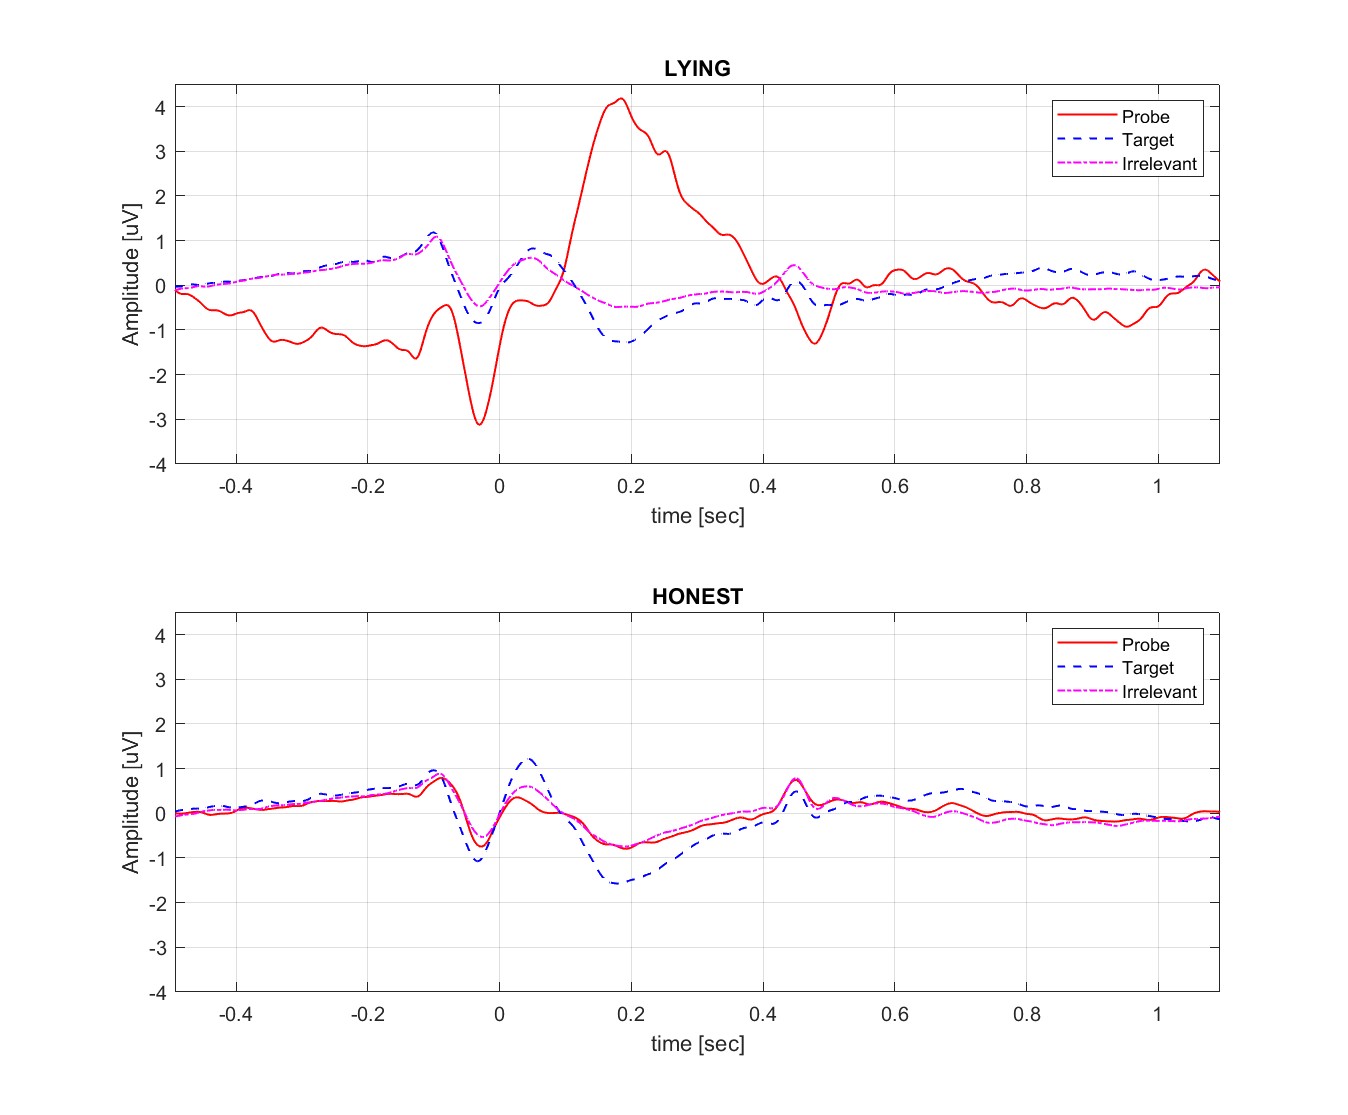 LYING
Amplitude [uV]
4
3
2
1
0
-1
-2
-3
-4
Probe
Target
Irrelevant
-0.4 -0.2 0 0.2 0.4 0.6 0.8 1
time [sec]
HONEST
Amplitude [uV]
4
3
2
1
0
-1
-2
-3
-4
Probe
Target
Irrelevant
-0.4 -0.2 0 0.2 0.4 0.6 0.8 1
time [sec]